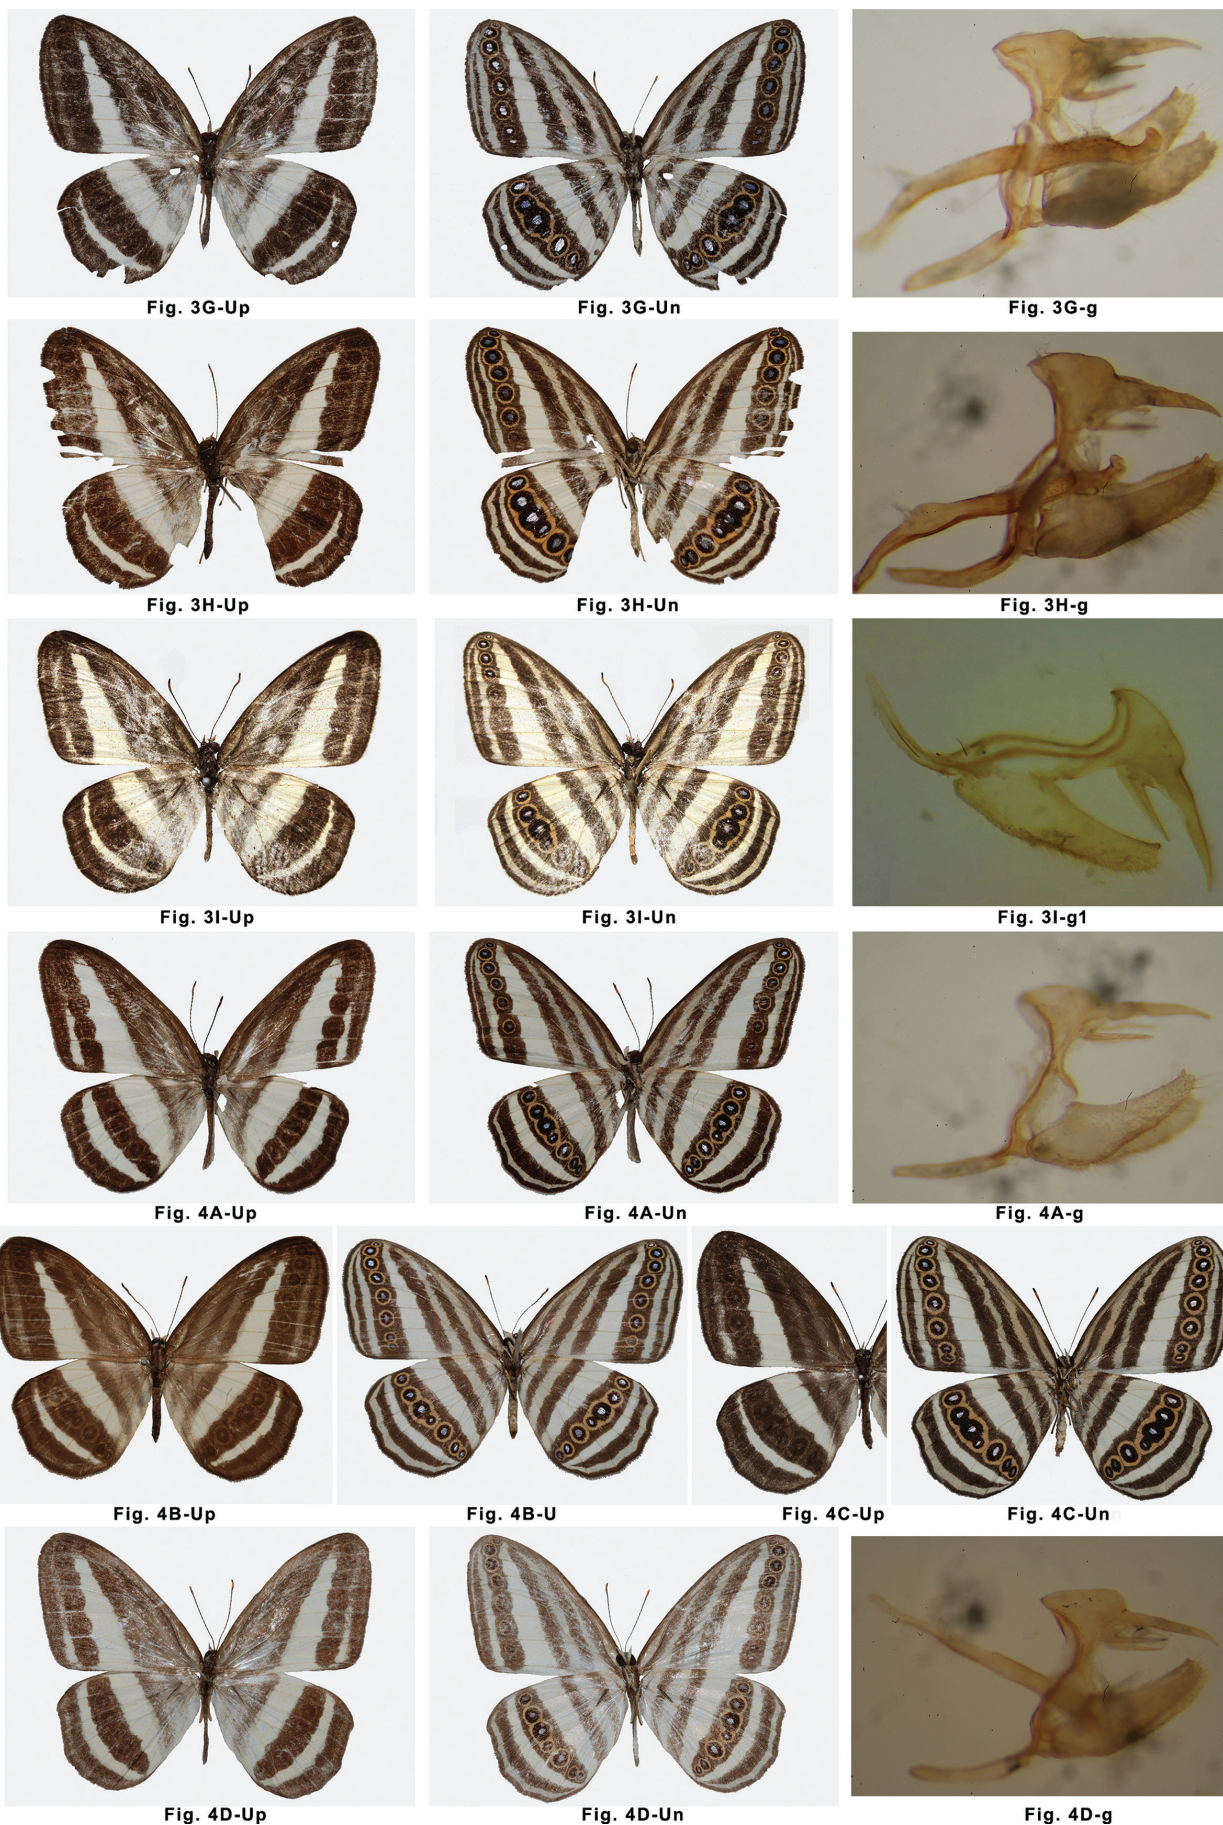 Fig. 3G-Up
Fig. 3G-Un
Fig. 3G-g
Fig. 3H-Up
Fig. 3H-Un
Fig. 3H-g
Fig. 3I-Up
Fig. 3I-Un
Fig. 3I-g1
Fig. 4A-Up
Fig. 4A-Un
Fig. 4A-g
Fig. 4B-Up
Fig. 4B-U
Fig. 4C-Up
Fig. 4C-Un
Fig. 4D-Up
Fig. 4D-Un
Fig. 4D-g